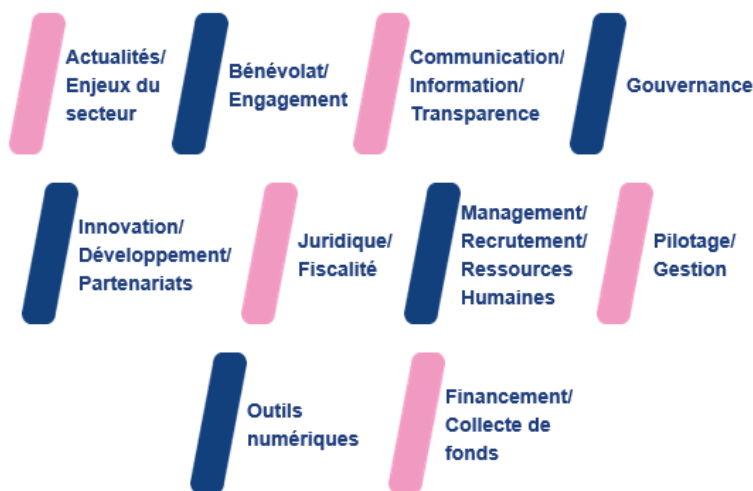 Actualités/
Enjeux du
secteur
Bénévolat/
Engagement
Communication/
Information/
Transparence
Gouvernance
Innovation/
Développement/
Partenariats
Juridique/
Fiscalité
Management/
Recrutement/
Ressources
Humaines
Pilotage/
Gestion
Outils
numériques
Financement/
Collecte de
fonds